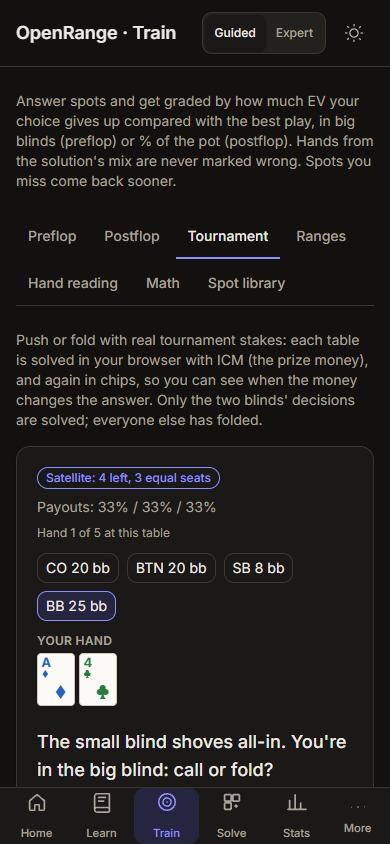 OpenRange · Train
Guided
Expert
Answer spots and get graded by how much EV your
choice gives up compared with the best play, in big
blinds (preflop) or % of the pot (postflop). Hands from
the solution's mix are never marked wrong. Spots you
miss come back sooner.
Preflop
Postflop
Tournament
Ranges
Hand reading
Math
Spot library
Push or fold with real tournament stakes: each table
is solved in your browser with ICM (the prize money),
and again in chips, so you can see when the money
changes the answer. Only the two blinds' decisions
are solved; everyone else has folded.
Satellite: 4 left, 3 equal seats
Payouts: 33% / 33% / 33%
Hand 1 of 5 at this table
CO 20 bb
BTN 20 bb
SB 8 bb
BB 25 bb
YOUR HAND
A♦
4♣
The small blind shoves all-in. You're
in the big blind: call or fold?
Home
Learn
Train
Solve
Stats
More